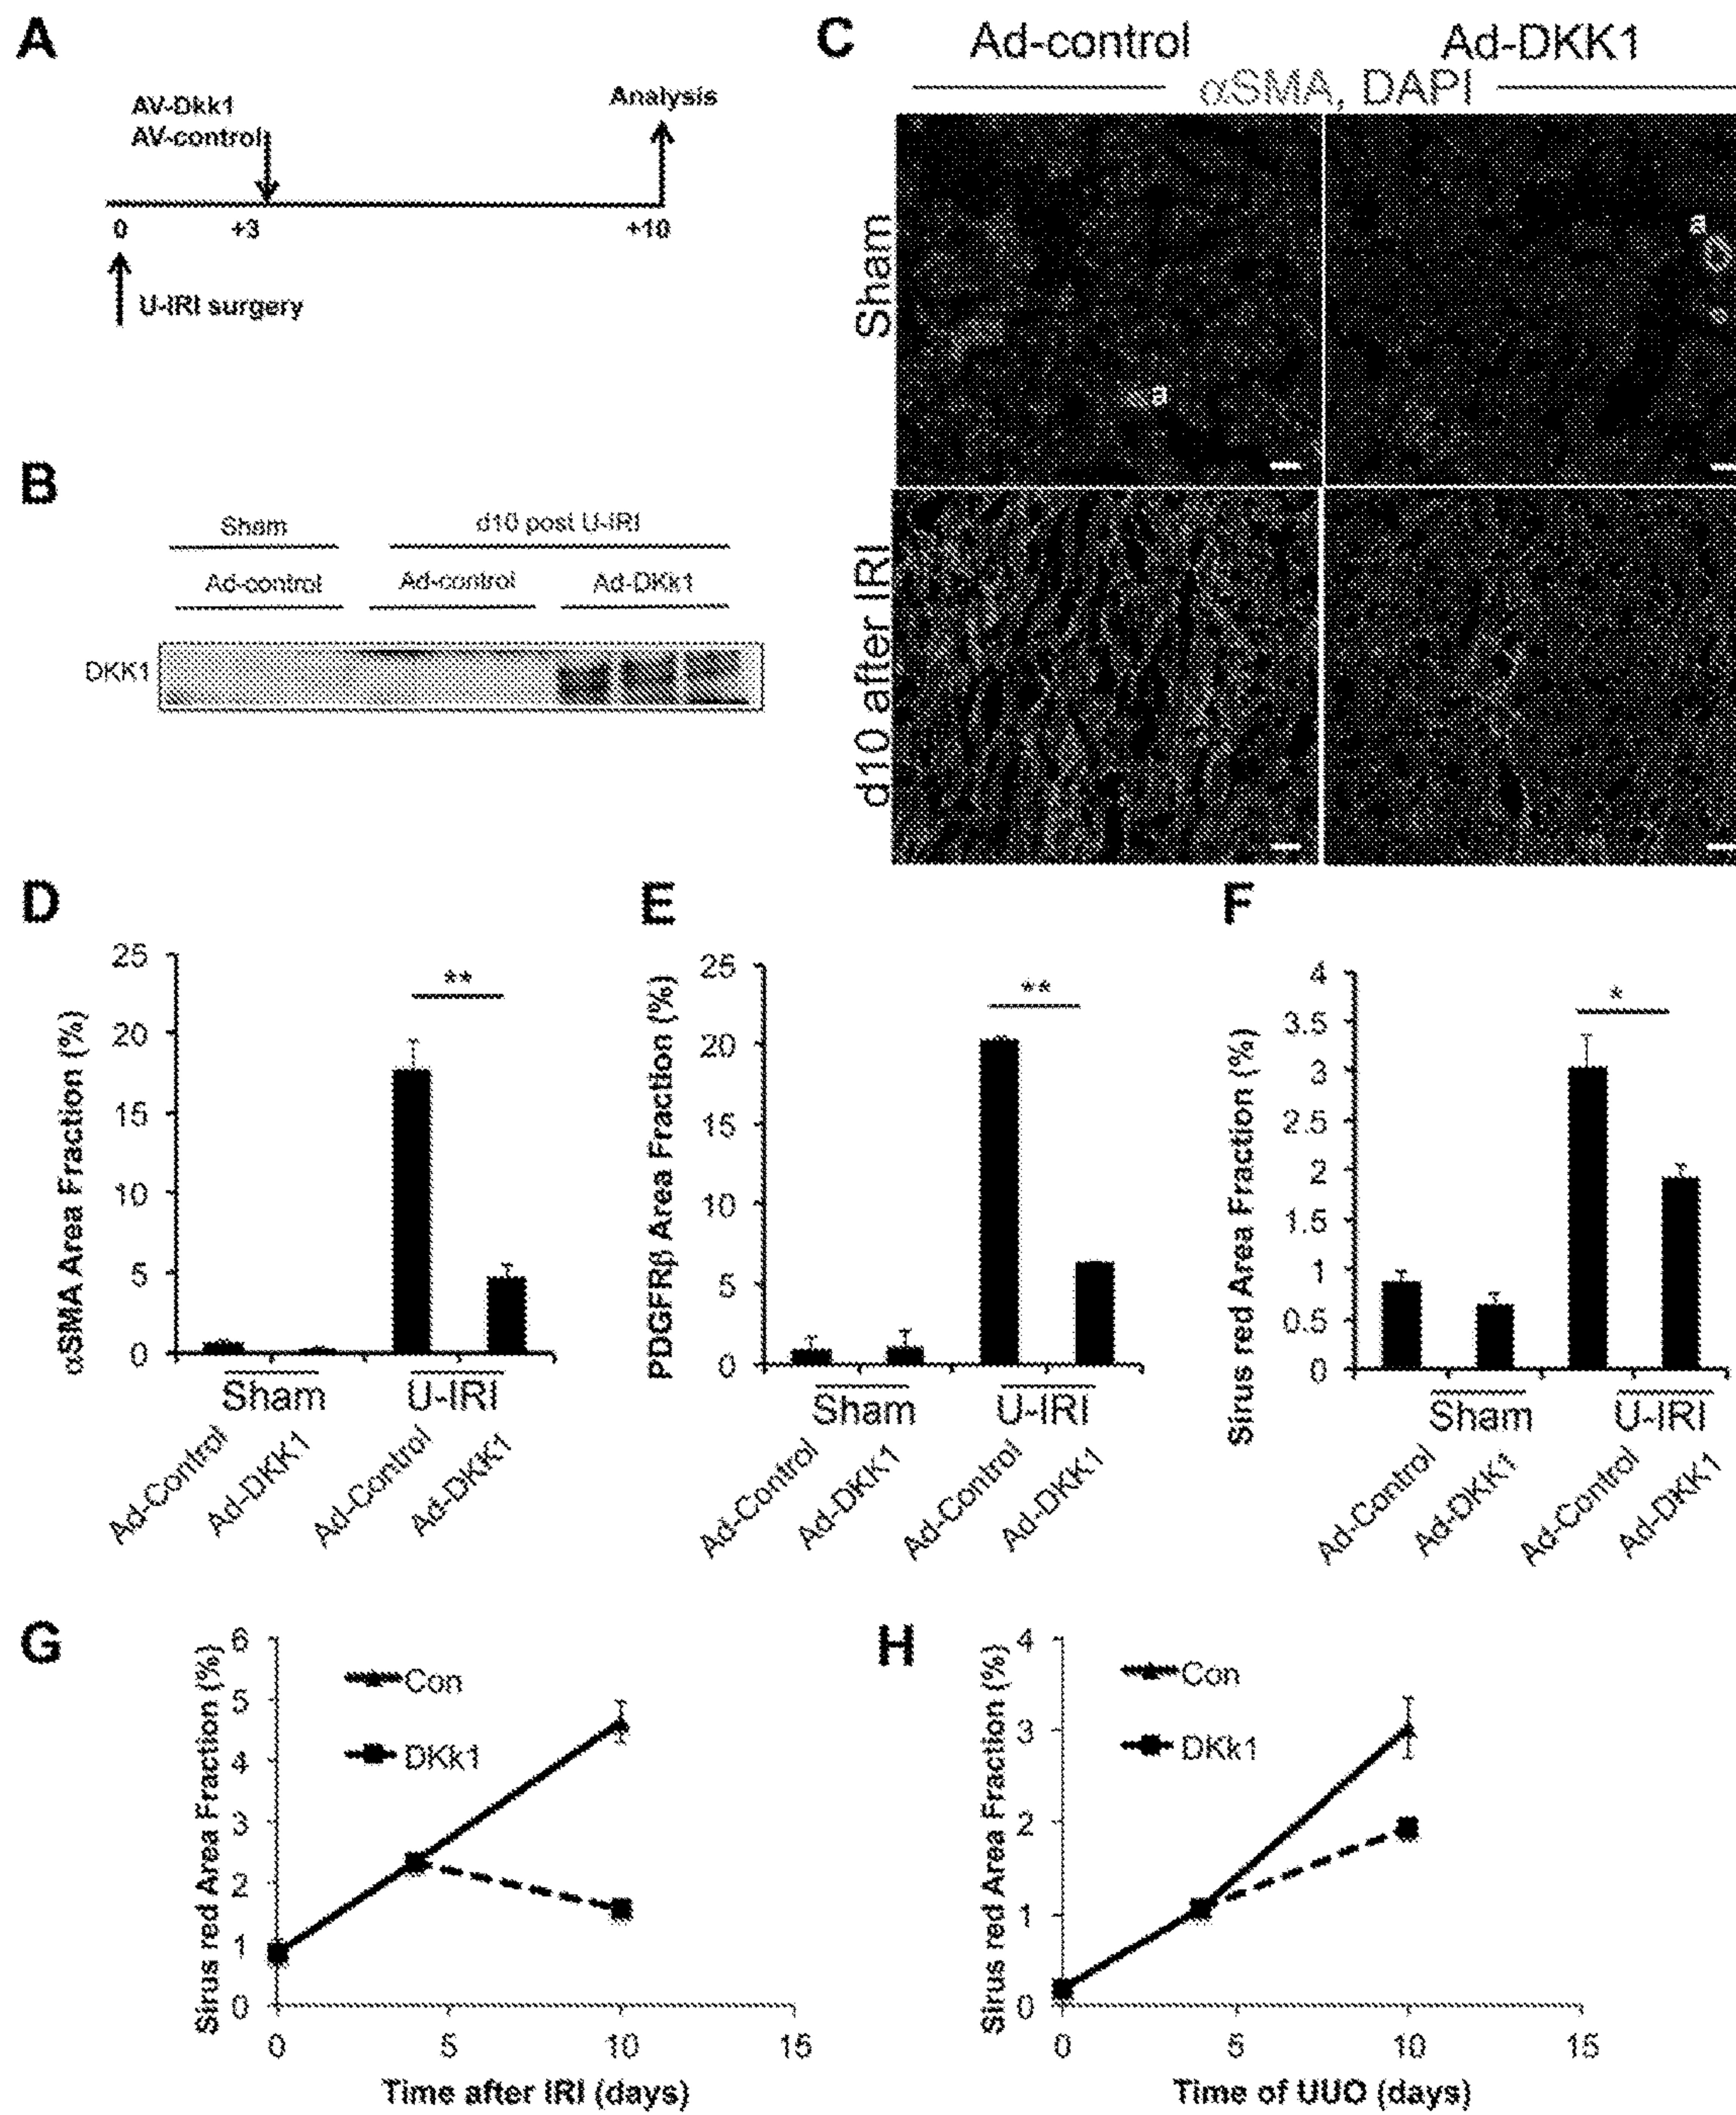 A
AV-Dkk1
AV-control
Analysis
0
+3
+10
U-IRI surgery
B
Sham
d10 post U-IRI
Ad-control
Ad-control
Ad-DKk1
DKK1
C
Ad-control
Ad-DKK1
αSMA, DAPI
Sham
d10 after IRI
a
a
D
αSMA Area Fraction (%)
25
20
15
10
5
0
**
Sham
U-IRI
Ad-Control
Ad-DKK1
Ad-Control
Ad-DKK1
E
PDGFRβ Area Fraction (%)
25
20
15
10
5
0
**
Sham
U-IRI
Ad-Control
Ad-DKK1
Ad-Control
Ad-DKK1
F
Sirus red Area Fraction (%)
4
3.5
3
2.5
2
1.5
1
0.5
0
*
Sham
U-IRI
Ad-Control
Ad-DKK1
Ad-Control
Ad-DKK1
G
Sirus red Area Fraction (%)
6
5
4
3
2
1
0
Con
DKk1
0
5
10
15
Time after IRI (days)
H
Sirus red Area Fraction (%)
4
3
2
1
0
Con
DKk1
0
5
10
15
Time of UUO (days)